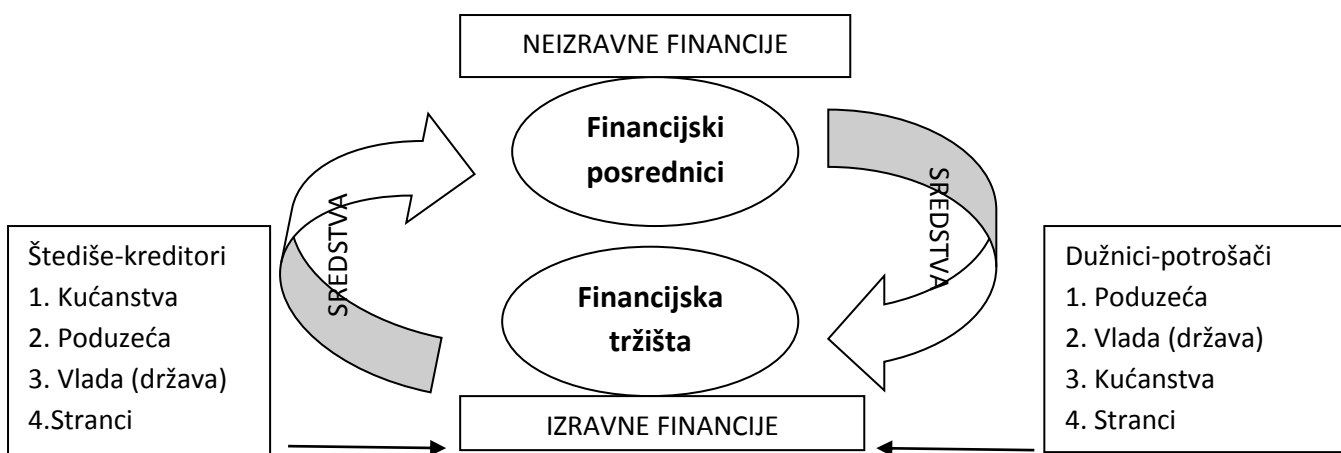 NEIZRAVNE FINANCIJE
Financijski
posrednici
SREDSTVA
SREDSTVA
Štediše-kreditori
1. Kućanstva
2. Poduzeća
3. Vlada (država)
4.Stranci
Financijska
tržišta
Dužnici-potrošači
1. Poduzeća
2. Vlada (država)
3. Kućanstva
4. Stranci
IZRAVNE FINANCIJE